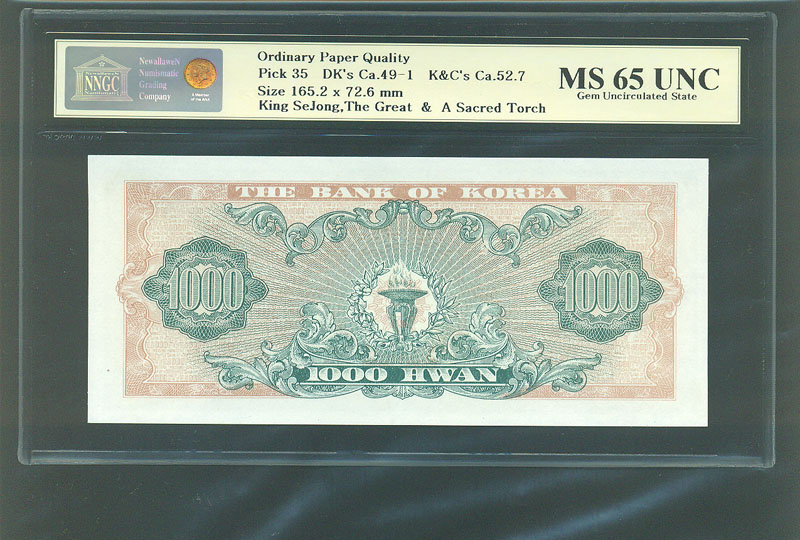 NewallaweN
Numismatic
Grading
Company
NNGC
Ordinary Paper Quality
Pick 35 DK's Ca.49-1 K&C's Ca.52.7
Size 165.2 x 72.6 mm
King SeJong,The Great & A Sacred Torch
MS 65 UNC
Gem Uncirculated State
THE BANK OF KOREA
1000
1000
1000 HWAN